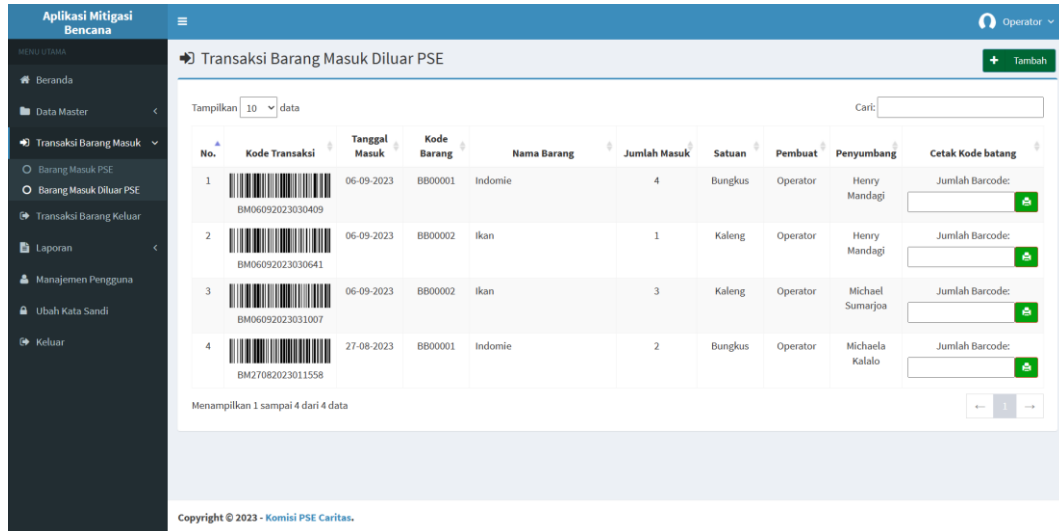 Aplikasi Mitigasi
Bencana
Operator
MENU UTAMA
Beranda
Data Master
Transaksi Barang Masuk
Barang Masuk PSE
Barang Masuk Diluar PSE
Transaksi Barang Keluar
Laporan
Manajemen Pengguna
Ubah Kata Sandi
Keluar
Transaksi Barang Masuk Diluar PSE
+ Tambah
Tampilkan 10 data
Cari:
No. Kode Transaksi Tanggal Masuk Kode Barang Nama Barang Jumlah Masuk Satuan Pembuat Penyumbang Cetak Kode batang
1 BM06092023030409 06-09-2023 BB00001 Indomie 4 Bungkus Operator Henry Mandagi Jumlah Barcode:
2 BM06092023030641 06-09-2023 BB00002 Ikan 1 Kaleng Operator Henry Mandagi Jumlah Barcode:
3 BM06092023031007 06-09-2023 BB00002 Ikan 3 Kaleng Operator Michael Sumarjoa Jumlah Barcode:
4 BM27082023011558 27-08-2023 BB00001 Indomie 2 Bungkus Operator Michaela Kalalo Jumlah Barcode:
Menampilkan 1 sampai 4 dari 4 data
← 1 →
Copyright © 2023 - Komisi PSE Caritas.